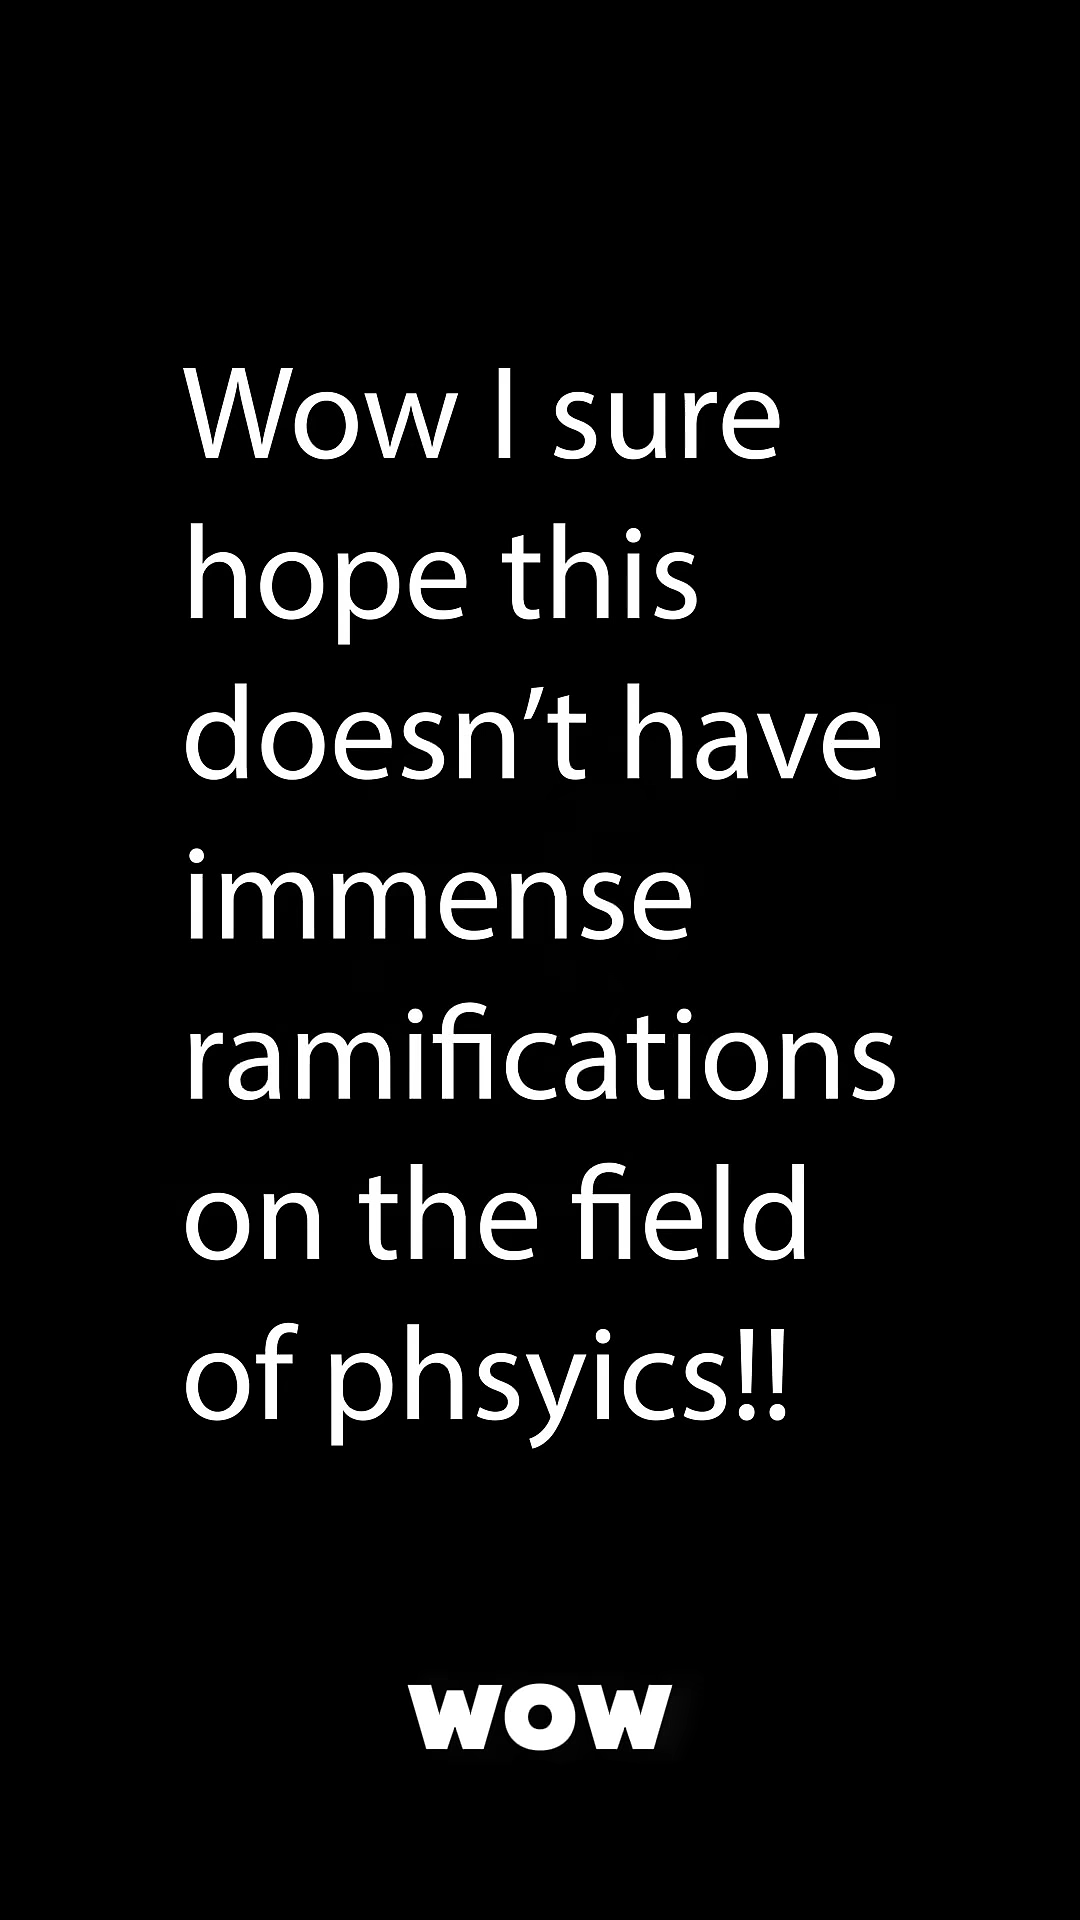 Wow I sure
hope this
doesn’t have
immense
ramifications
on the field
of phsyics!!
WOW